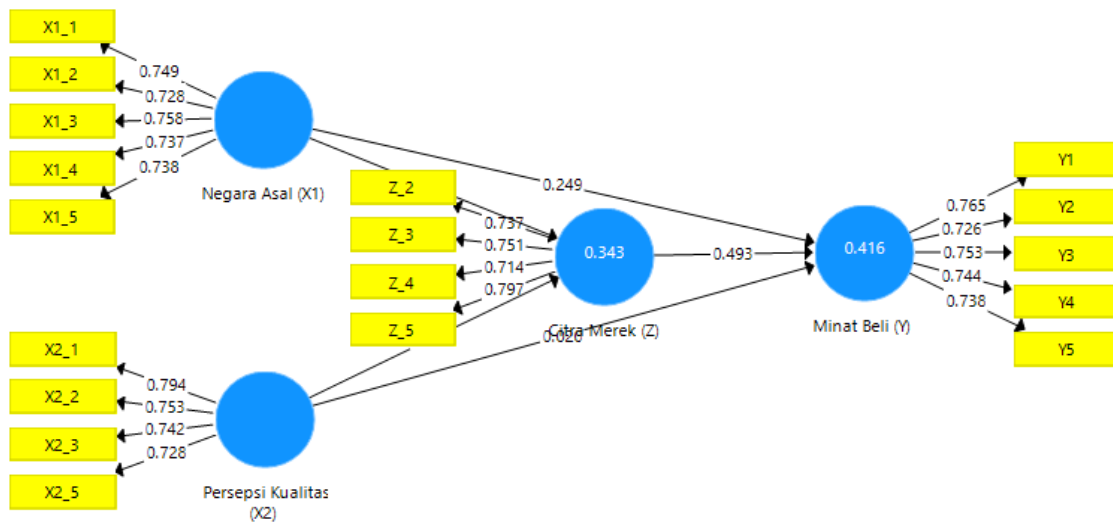 X1_1
X1_2
X1_3
X1_4
X1_5
0.749
0.728
0.758
0.737
0.738
Negara Asal (X1)
Z_2
Z_3
Z_4
Z_5
0.737
0.751
0.714
0.797
0.249
0.343
0.493
0.416
Citra Merek (Z)
0.026
Minat Beli (Y)
0.765
0.726
0.753
0.744
0.738
Y1
Y2
Y3
Y4
Y5
X2_1
X2_2
X2_3
X2_5
0.794
0.753
0.742
0.728
Persepsi Kualitas
(X2)